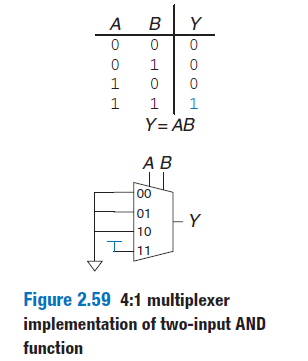 A B Y
0 0 0
0 1 0
1 0 0
1 1 1
Y = AB
A B
00
01
10
11
Y
Figure 2.59 4:1 multiplexer
implementation of two-input AND
function